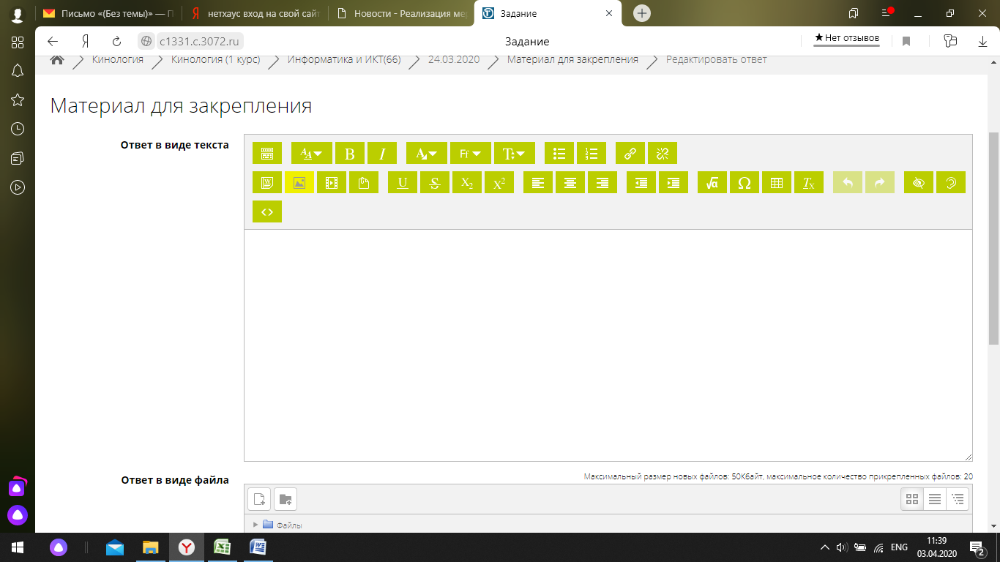 Письмо «(Без темы)» — П
нетхаус вход на свой сайт
Новости - Реализация мер
Задание
c1331.c.3072.ru
Задание
★ Нет отзывов
Кинология
Кинология (1 курс)
Информатика и ИКТ(66)
24.03.2020
Материал для закрепления
Редактировать ответ
Материал для закрепления
Ответ в виде текста
Ответ в виде файла
Максимальный размер новых файлов: 50Кбайт, максимальное количество прикрепленных файлов: 20
Файлы
ENG
11:39
03.04.2020
2